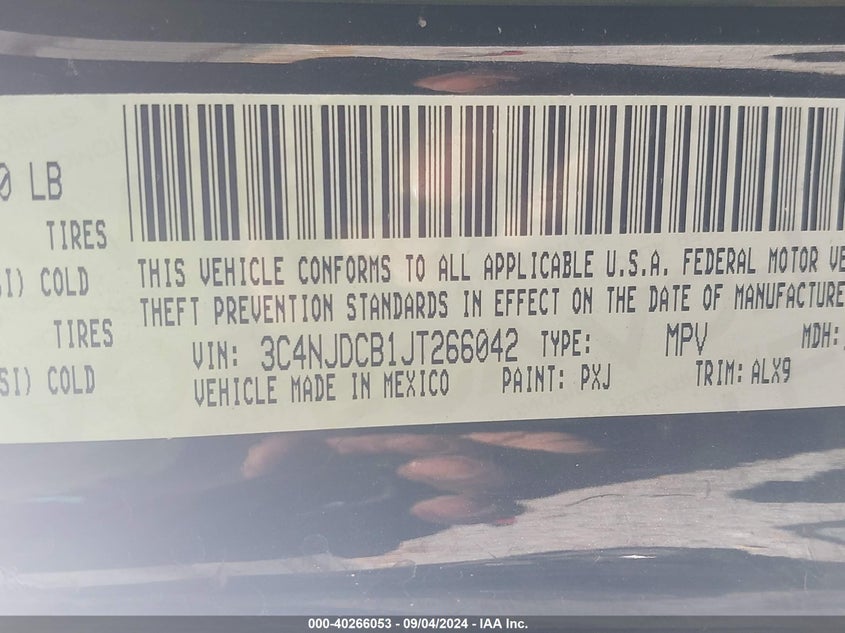 0 LB
TIRES
SI) COLD
TIRES
SI) COLD
THIS VEHICLE CONFORMS TO ALL APPLICABLE U.S.A. FEDERAL MOTOR VE
THEFT PREVENTION STANDARDS IN EFFECT ON THE DATE OF MANUFACTURE
VIN: 3C4NJDCB1JT266042 TYPE: MPV MDH:
VEHICLE MADE IN MEXICO PAINT: PXJ TRIM: ALX9
000-40266053 - 09/04/2024 - IAA Inc.